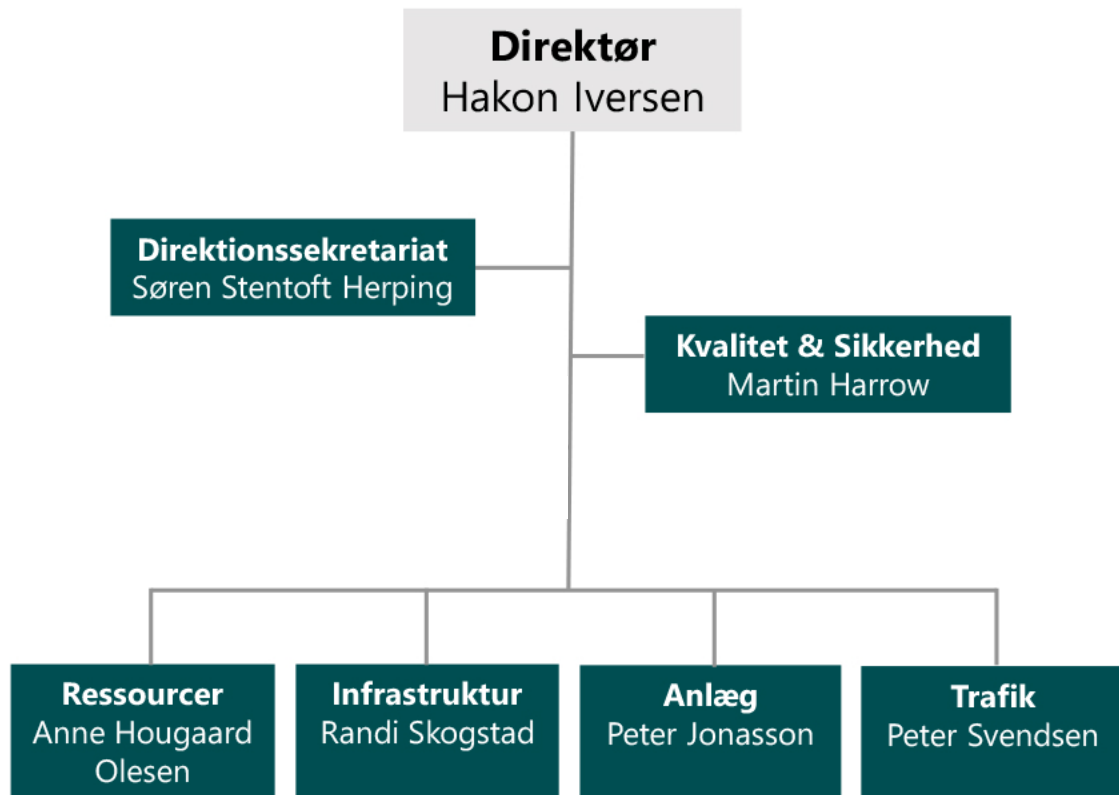 Direktør
Hakon Iversen
Direktionssekretariat
Søren Stentoft Herping
Kvalitet & Sikkerhed
Martin Harrow
Ressourcer
Anne Hougaard
Olesen
Infrastruktur
Randi Skogstad
Anlæg
Peter Jonasson
Trafik
Peter Svendsen